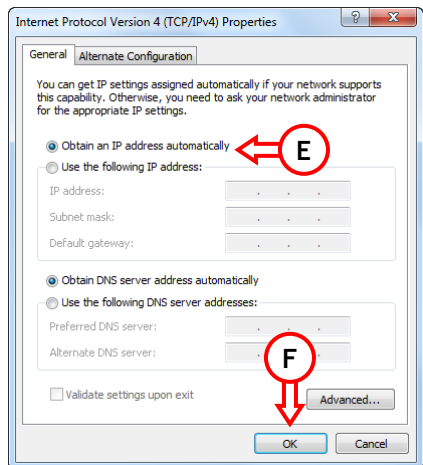 Internet Protocol Version 4 (TCP/IPv4) Properties
General Alternate Configuration
You can get IP settings assigned automatically if your network supports
this capability. Otherwise, you need to ask your network administrator
for the appropriate IP settings.
Obtain an IP address automatically
E
Use the following IP address:
IP address:
Subnet mask:
Default gateway:
Obtain DNS server address automatically
Use the following DNS server addresses:
Preferred DNS server:
Alternate DNS server:
F
Validate settings upon exit
Advanced...
OK Cancel